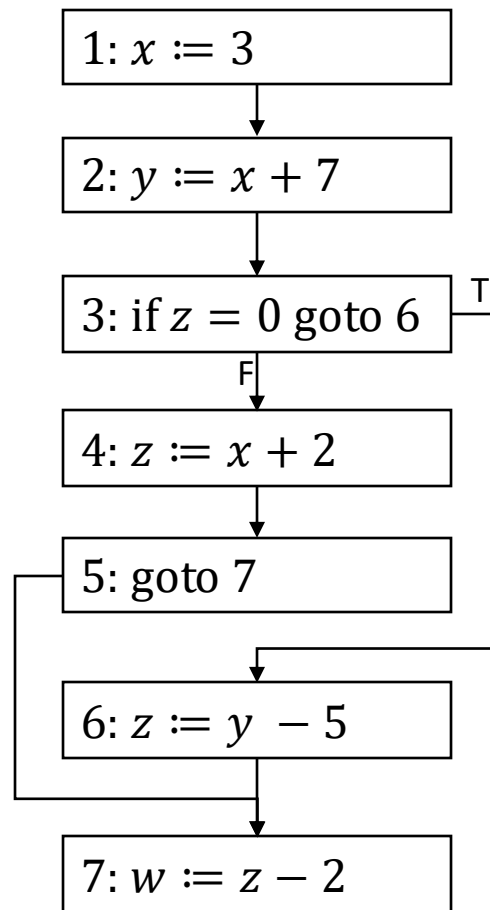 1: x := 3
2: y := x + 7
3: if z = 0 goto 6
T
F
4: z := x + 2
5: goto 7
6: z := y − 5
7: w := z − 2